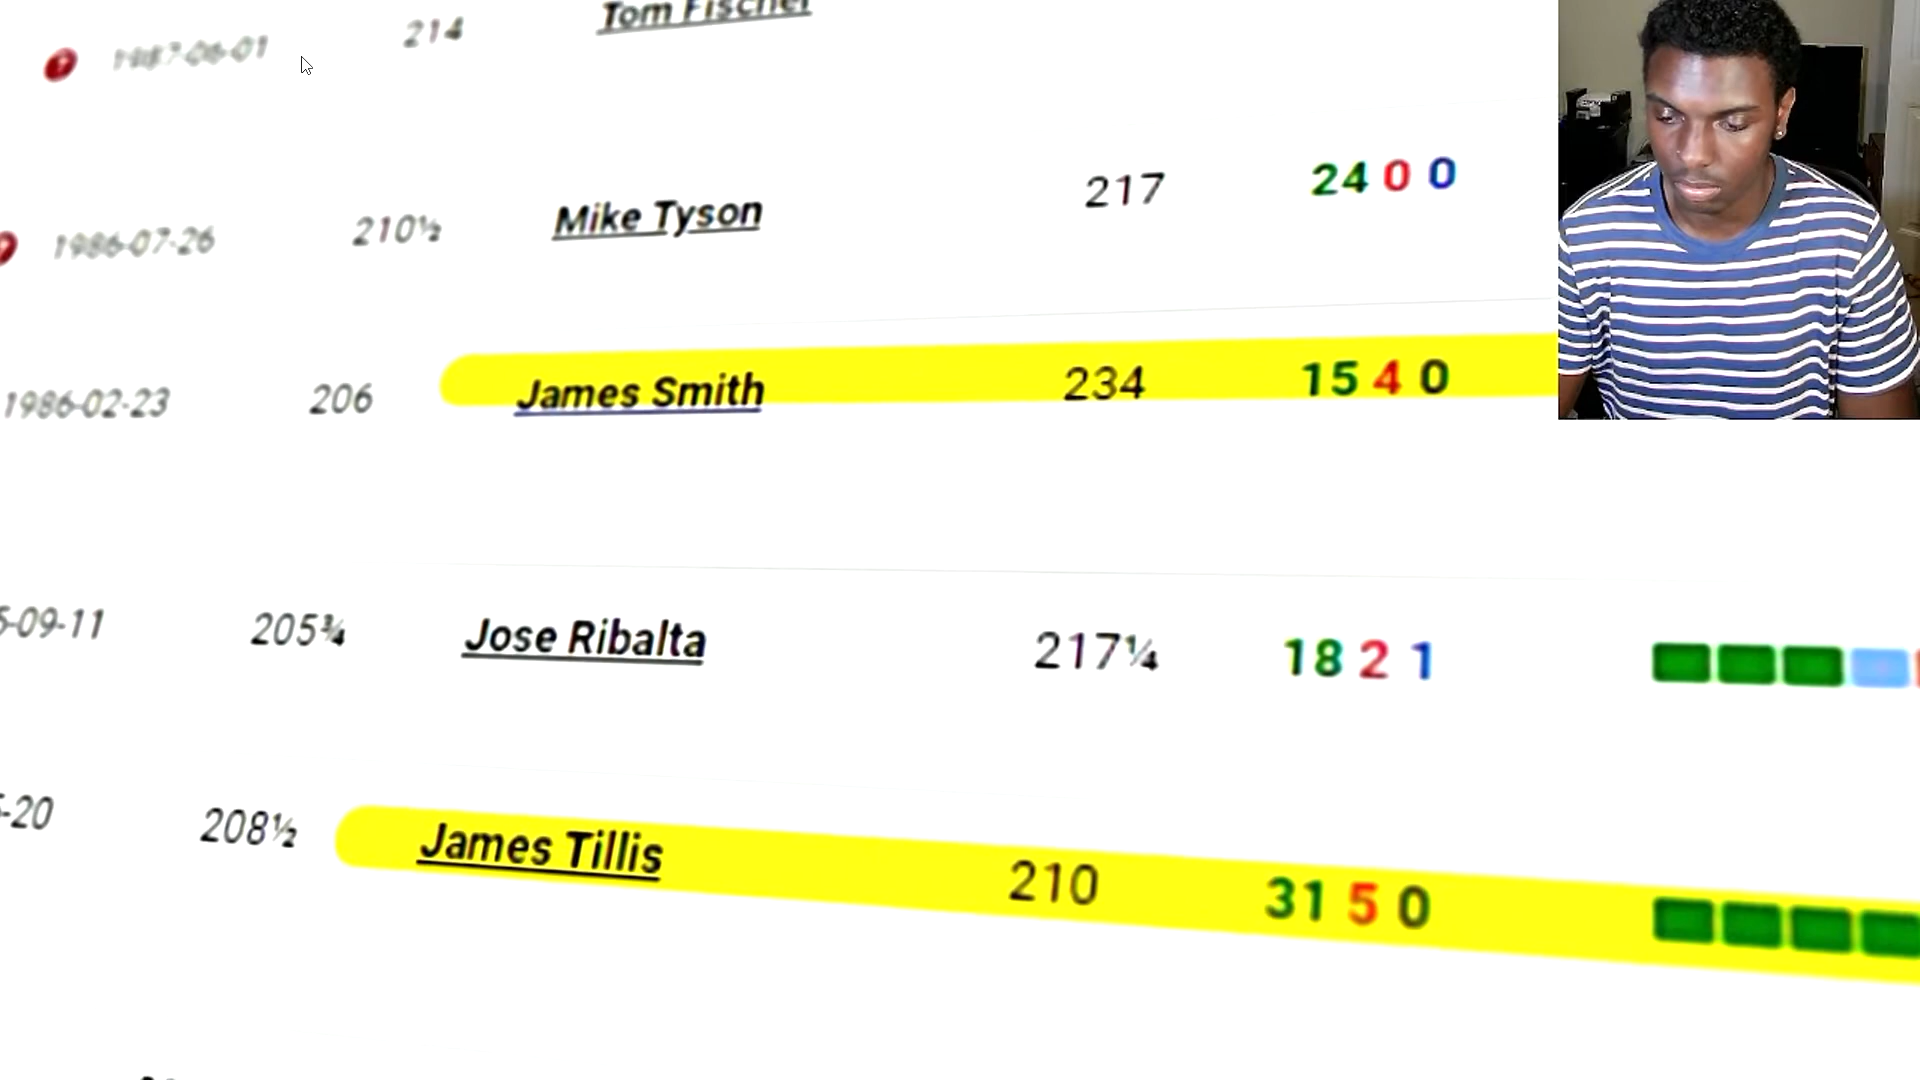 1987-06-01 214 Tom Fischer
1986-07-26 210½ Mike Tyson 217 24 0 0
1986-02-23 206 James Smith 234 15 4 0
-09-11 205¾ Jose Ribalta 217¼ 18 2 1
-20 208½ James Tillis 210 31 5 0